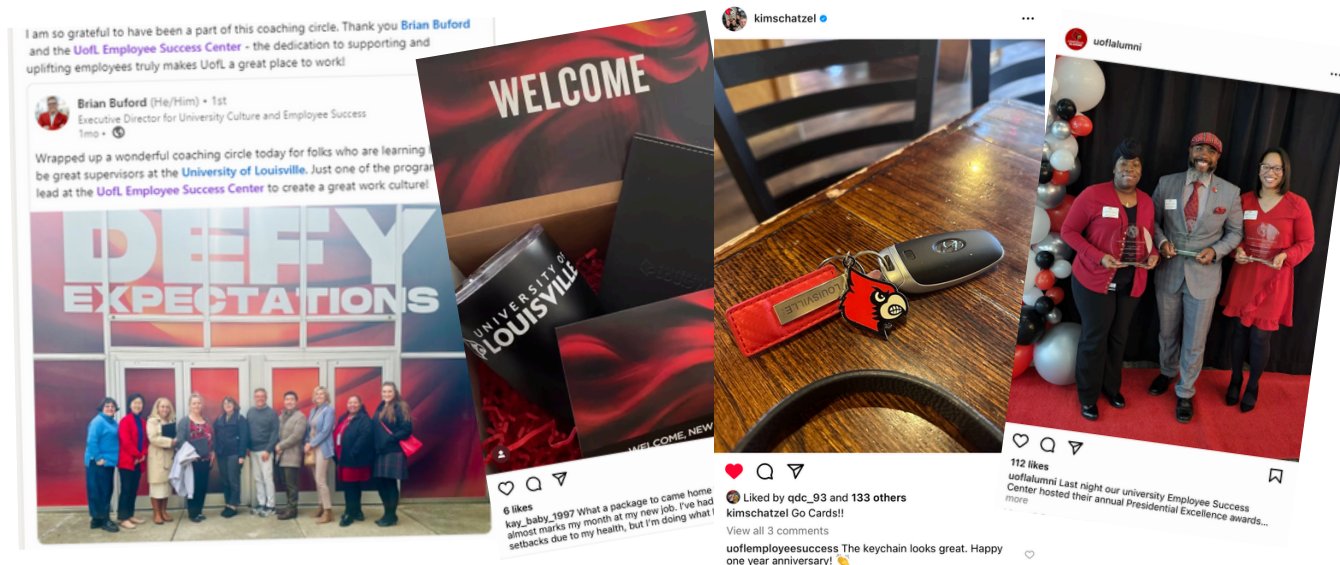 I am so grateful to have been a part of this coaching circle. Thank you Brian Buford
and the UofL Employee Success Center - the dedication to supporting and
uplifting employees truly makes UofL a great place to work!
Brian Buford (He/Him) • 1st
Executive Director for University Culture and Employee Success
1mo •
Wrapped up a wonderful coaching circle today for folks who are learning
be great supervisors at the University of Louisville. Just one of the
lead at the UofL Employee Success Center to create a great work culture!
DEFY
EXPECTATIONS
WELCOME
UNIVERSITY OF
LOUISVILLE
WELCOME, NEW
6 likes
kay_baby_1997 What a package to came home
almost marks my month at my new job. I've had
setbacks due to my health, but I'm doing what
kimschatzel
LOUISVILLE
Liked by qdc_93 and 133 others
kimschatzel Go Cards!!
View all 3 comments
uoflemployeesuccess The keychain looks great. Happy
one year anniversary! 👏
uoflalumni
112 likes
uoflalumni Last night our university Employee Success
Center hosted their annual Presidential Excellence awards...
more